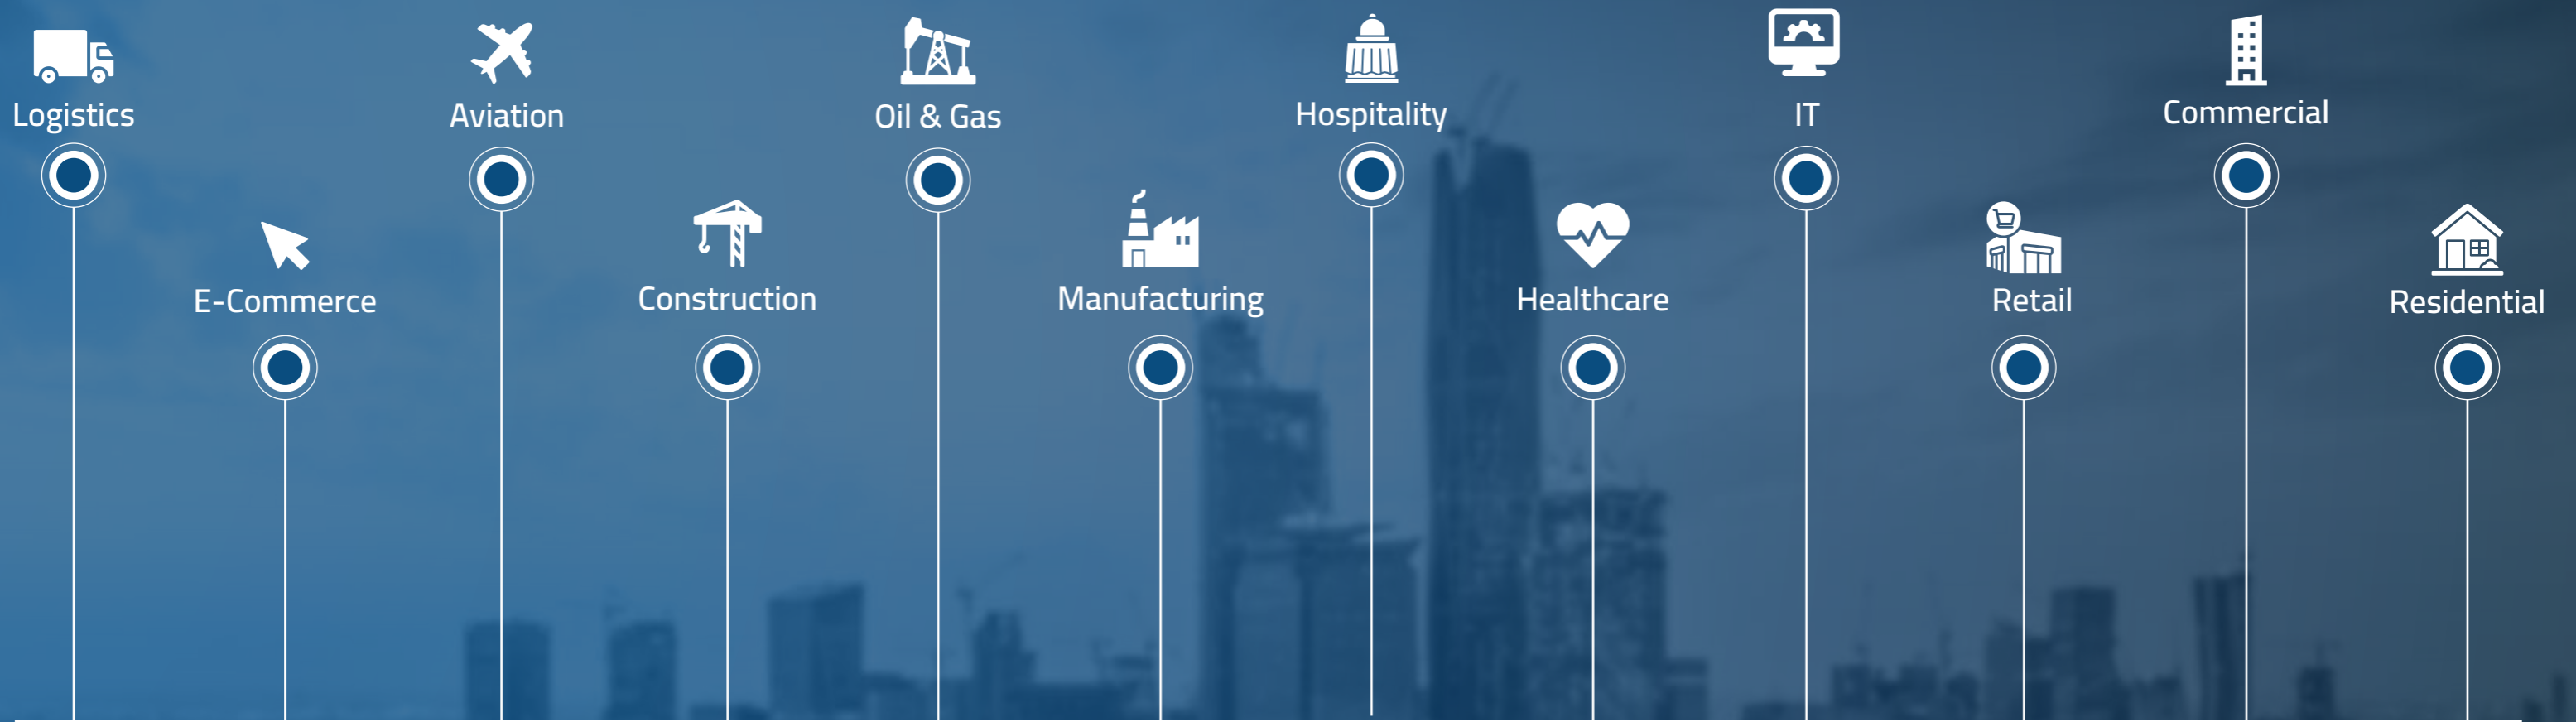 Logistics
E-Commerce
Aviation
Construction
Oil & Gas
Manufacturing
Hospitality
Healthcare
IT
Retail
Commercial
Residential